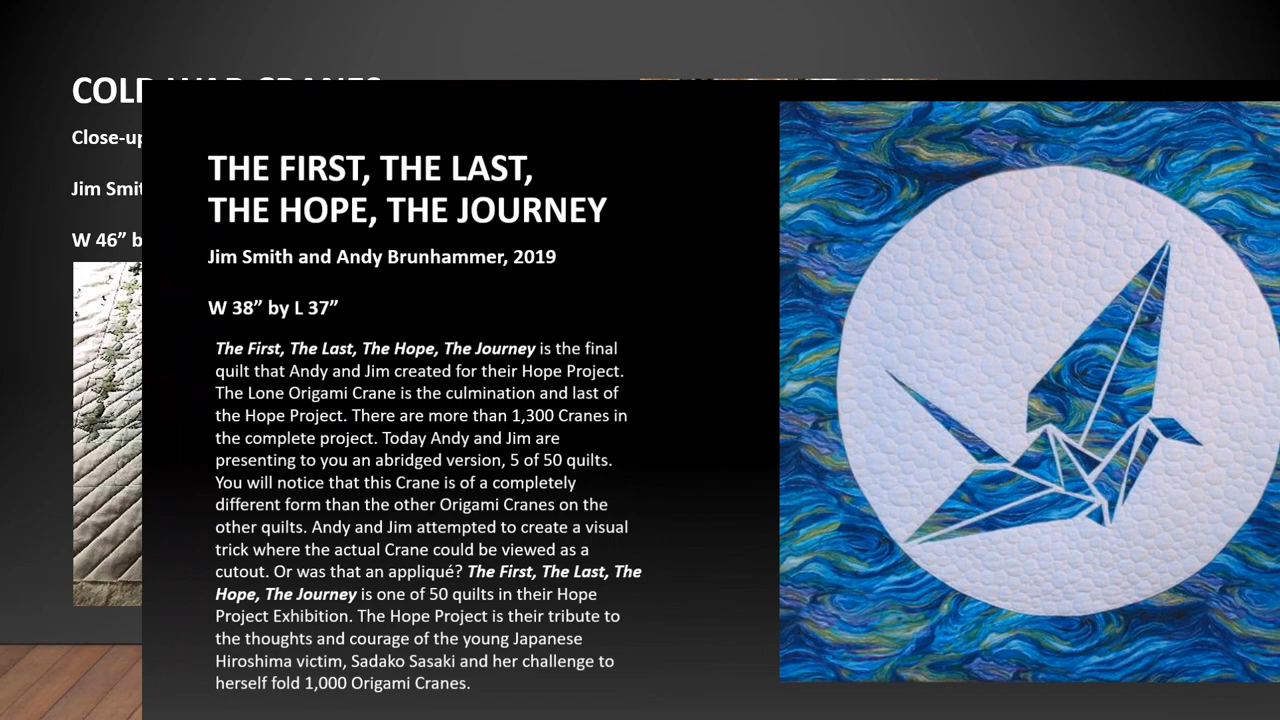 COLD WAR CRANES
Close-up
Jim Smit
W 46” b
THE FIRST, THE LAST,
THE HOPE, THE JOURNEY
Jim Smith and Andy Brunhammer, 2019
W 38” by L 37”
The First, The Last, The Hope, The Journey is the final
quilt that Andy and Jim created for their Hope Project.
The Lone Origami Crane is the culmination and last of
the Hope Project. There are more than 1,300 Cranes in
the complete project. Today Andy and Jim are
presenting to you an abridged version, 5 of 50 quilts.
You will notice that this Crane is of a completely
different form than the other Origami Cranes on the
other quilts. Andy and Jim attempted to create a visual
trick where the actual Crane could be viewed as a
cutout. Or was that an appliqué? The First, The Last, The
Hope, The Journey is one of 50 quilts in their Hope
Project Exhibition. The Hope Project is their tribute to
the thoughts and courage of the young Japanese
Hiroshima victim, Sadako Sasaki and her challenge to
herself fold 1,000 Origami Cranes.